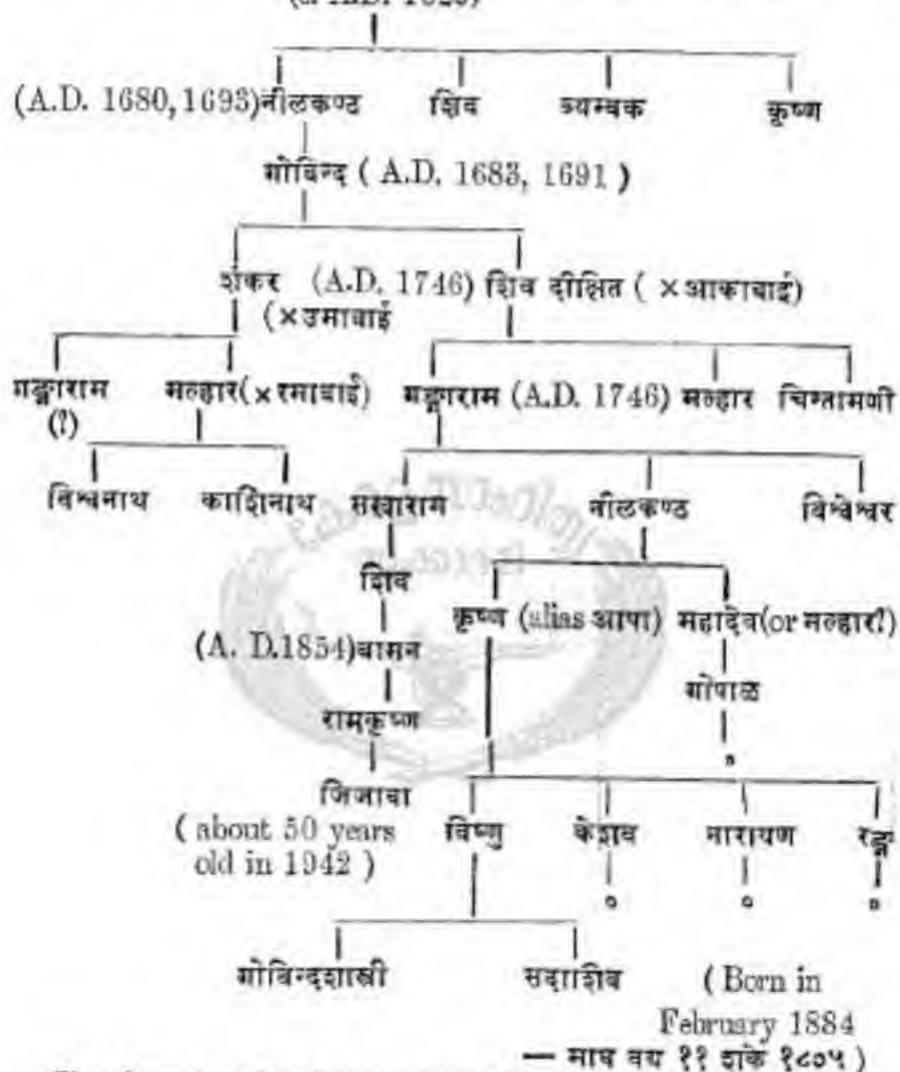 (A.D. 1680, 1693) नीलकण्ठ शिव त्र्यम्बक कृष्ण
गोविन्द ( A.D. 1683, 1691 )
शंकर (A.D. 1746) शिव दीक्षित ( ×आकाबाई)
(×उमाबाई
गङ्गाराम मल्हार(×रमाबाई) गङ्गाराम (A.D. 1746) मल्हार चिन्तामणी
(?)
विश्वनाथ काशिनाथ सखाराम नीलकण्ठ विश्वेश्वर
शिव
कृष्ण (alias आपा) महादेव(or मल्हार?)
(A. D.1854)वामन
गोपाळ
रामकृष्ण
जिजाबा
( about 50 years विष्णु केशव नारायण रङ्ग
old in 1942 )
गोविन्दशास्त्री सदाशिव ( Born in
February 1884
— माघ वद्य ११ शके १८०५ )